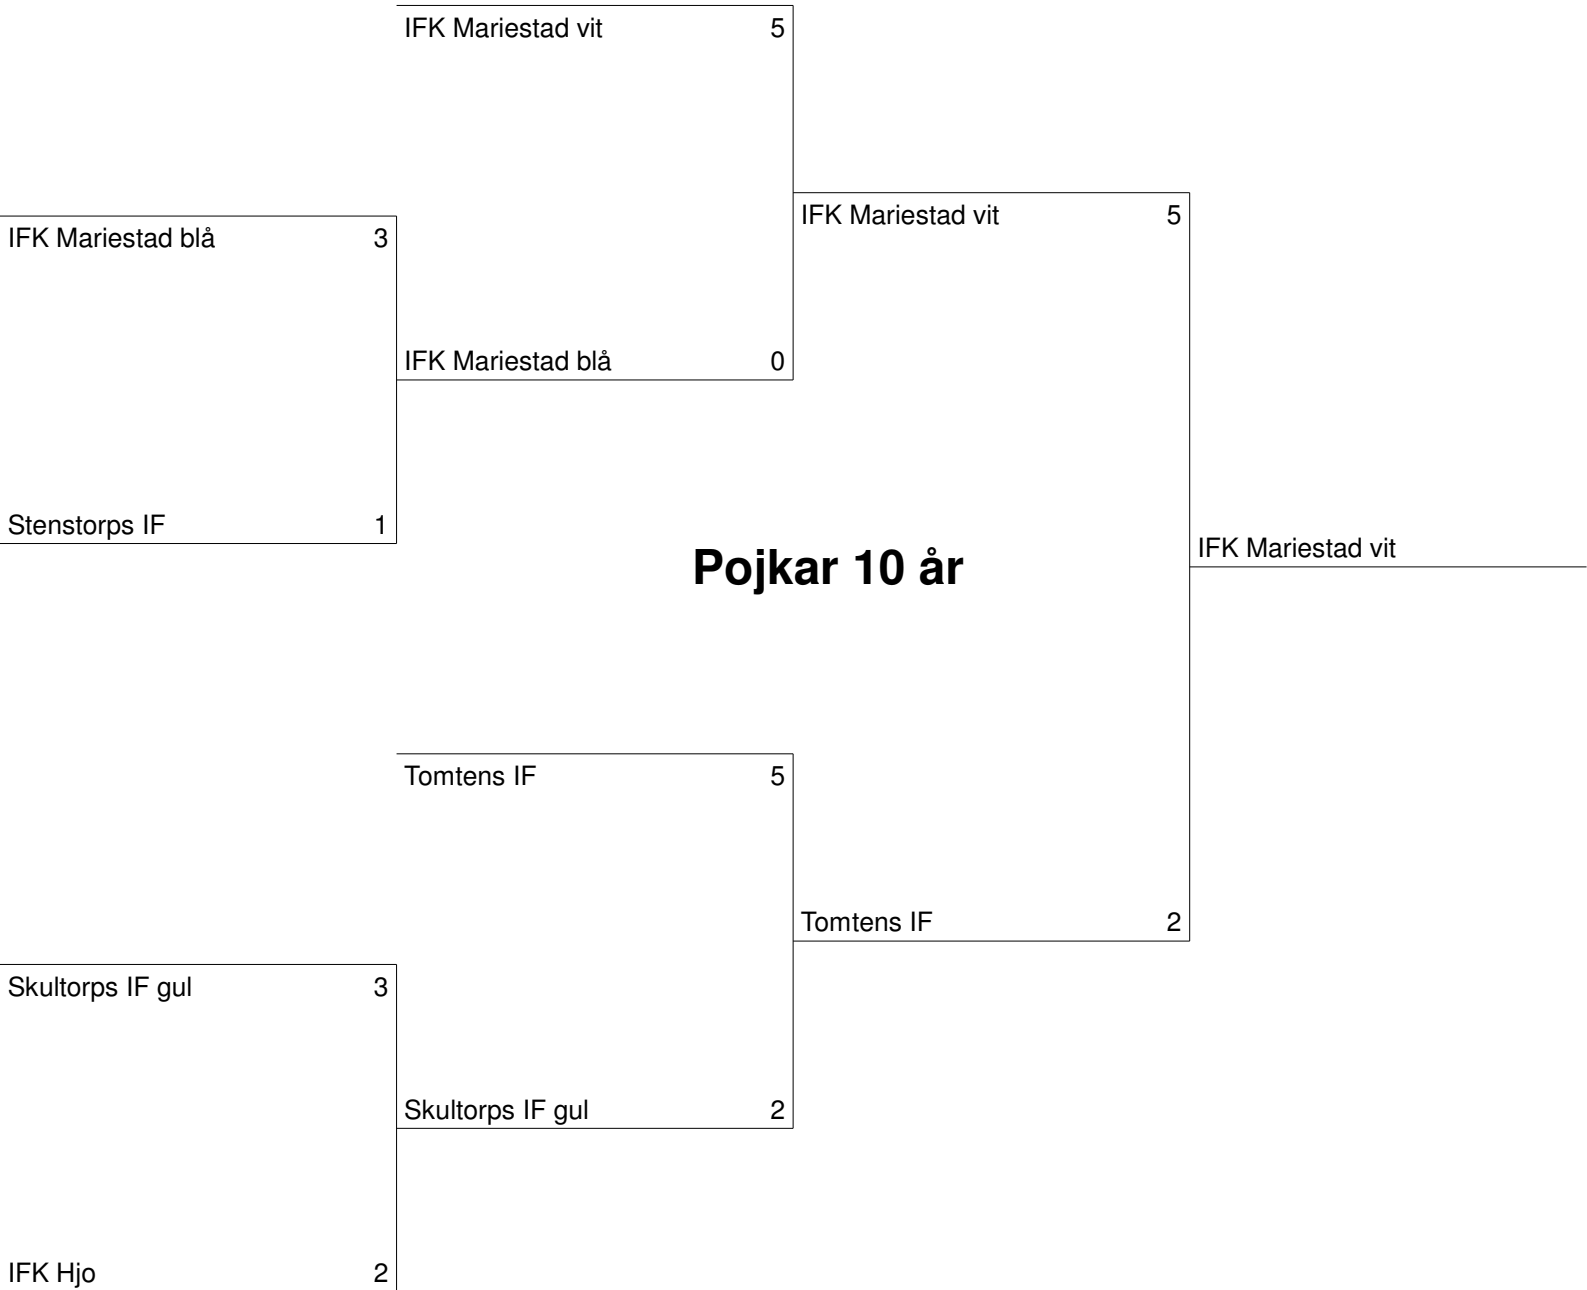 IFK Mariestad vit 5
IFK Mariestad vit 5
IFK Mariestad blå 3
IFK Mariestad blå 0
Stenstorps IF 1
IFK Mariestad vit
Pojkar 10 år
Tomtens IF 5
Tomtens IF 2
Skultorps IF gul 3
Skultorps IF gul 2
IFK Hjo 2